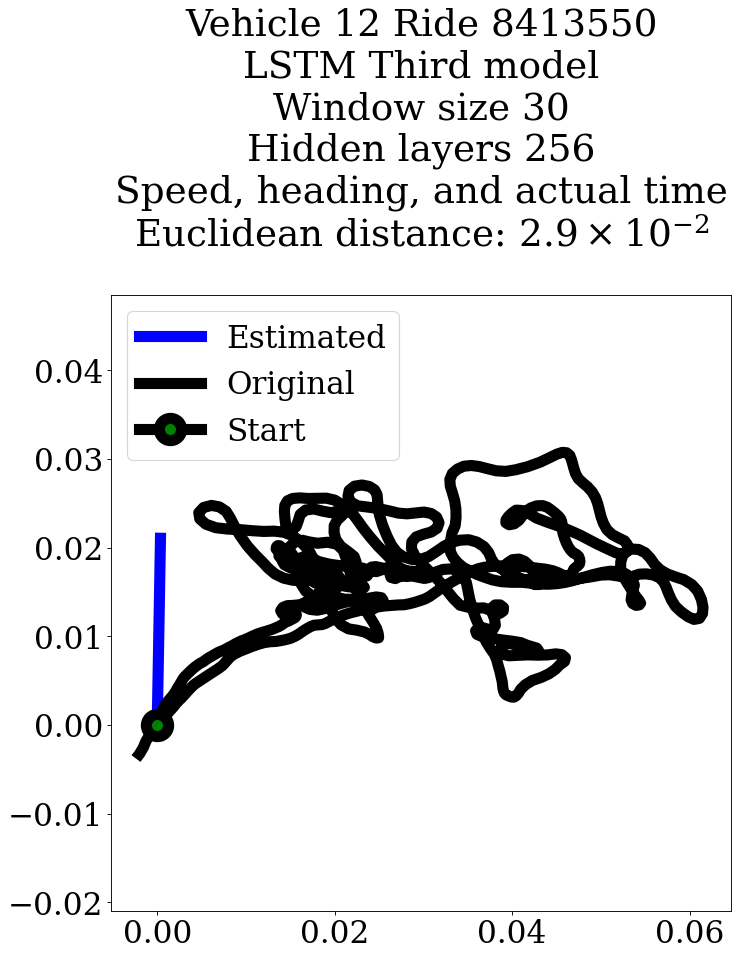 Vehicle 12 Ride 8413550
LSTM Third model
Window size 30
Hidden layers 256
Speed, heading, and actual time
Euclidean distance: 2.9 × 10⁻²
Estimated
Original
Start
0.04
0.03
0.02
0.01
0.00
−0.01
−0.02
0.00 0.02 0.04 0.06